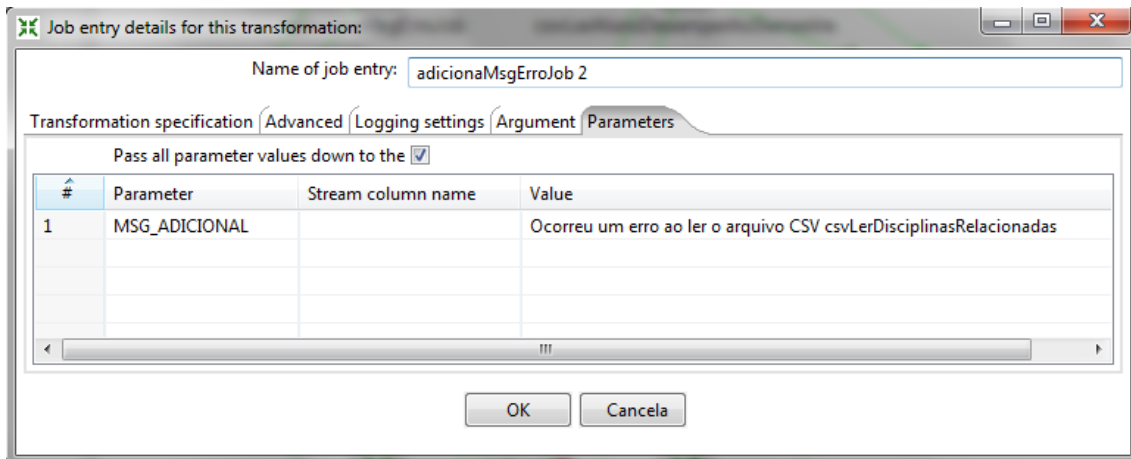 Job entry details for this transformation:
Name of job entry: adicionaMsgErroJob 2
Transformation specification Advanced Logging settings Argument Parameters
Pass all parameter values down to the
# Parameter Stream column name Value
1 MSG_ADICIONAL Ocorreu um erro ao ler o arquivo CSV csvLerDisciplinasRelacionadas
OK Cancela